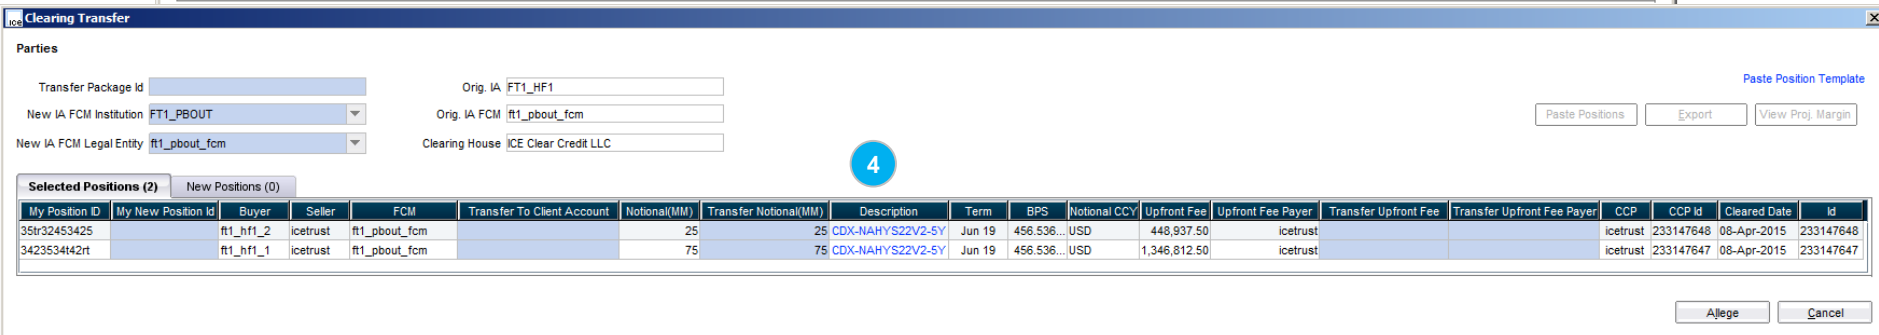 ice Clearing Transfer
Parties
Transfer Package Id
Orig. IA FT1_HF1
Paste Position Template
New IA FCM Institution FT1_PBOUT
Orig. IA FCM ft1_pbout_fcm
Paste Positions Export View Proj. Margin
New IA FCM Legal Entity ft1_pbout_fcm
Clearing House ICE Clear Credit LLC
4
Selected Positions (2) New Positions (0)
My Position ID My New Position Id Buyer Seller FCM Transfer To Client Account Notional(MM) Transfer Notional(MM) Description Term BPS Notional CCY Upfront Fee Upfront Fee Payer Transfer Upfront Fee Transfer Upfront Fee Payer CCP CCP Id Cleared Date Id
35tr32453425 ft1_hf1_2 icetrust ft1_pbout_fcm 25 25 CDX-NAHYS22V2-5Y Jun 19 456.536... USD 448,937.50 icetrust icetrust 233147648 08-Apr-2015 233147648
3423534t42rt ft1_hf1_1 icetrust ft1_pbout_fcm 75 75 CDX-NAHYS22V2-5Y Jun 19 456.536... USD 1,346,812.50 icetrust icetrust 233147647 08-Apr-2015 233147647
Allege Cancel